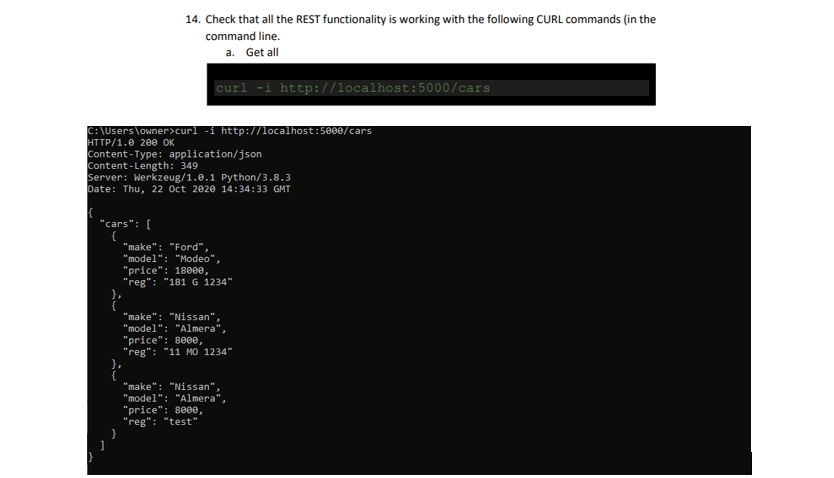 14. Check that all the REST functionality is working with the following CURL commands (in the
command line.
a. Get all
curl -i http://localhost:5000/cars
C:\Users\owner>curl -i http://localhost:5000/cars
HTTP/1.0 200 OK
Content-Type: application/json
Content-Length: 349
Server: Werkzeug/1.0.1 Python/3.8.3
Date: Thu, 22 Oct 2020 14:34:33 GMT
{
"cars": [
{
"make": "Ford",
"model": "Modeo",
"price": 18000,
"reg": "181 G 1234"
},
{
"make": "Nissan",
"model": "Almera",
"price": 8000,
"reg": "11 MO 1234"
},
{
"make": "Nissan",
"model": "Almera",
"price": 8000,
"reg": "test"
}
]
}